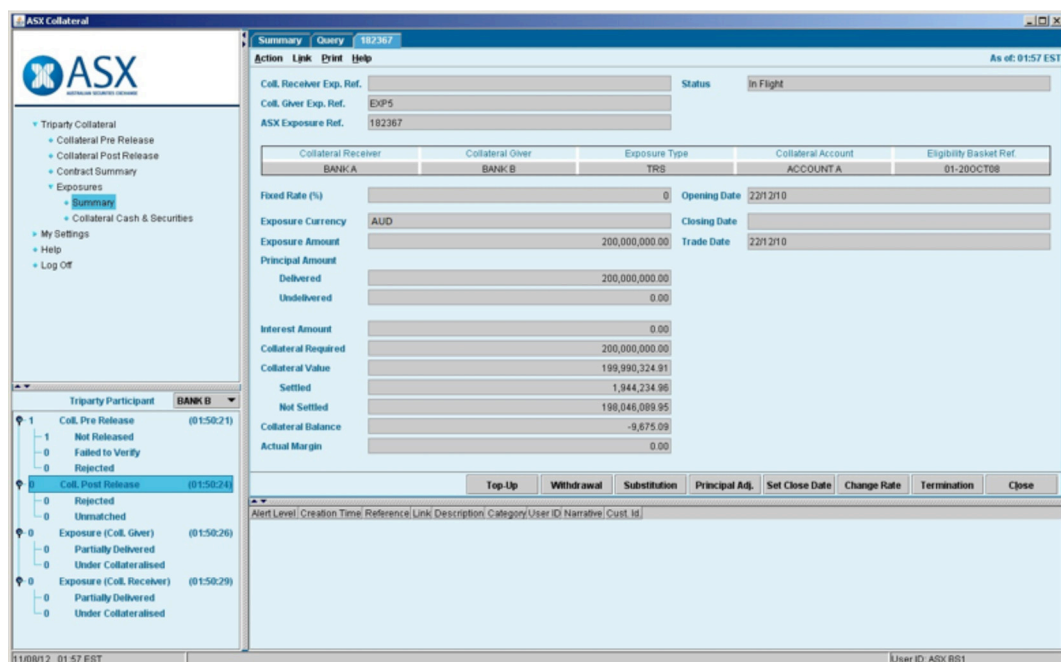 ASX Collateral
ASX
AUSTRALIAN SECURITIES EXCHANGE
Triparty Collateral
Collateral Pre Release
Collateral Post Release
Contract Summary
Exposures
Summary
Collateral Cash & Securities
My Settings
Help
Log Off
Triparty Participant BANK B
1 Coll. Pre Release (01:50:21)
1 Not Released
0 Failed to Verify
0 Rejected
0 Coll. Post Release (01:50:24)
0 Rejected
0 Unmatched
0 Exposure (Coll. Giver) (01:50:26)
0 Partially Delivered
0 Under Collateralised
0 Exposure (Coll. Receiver) (01:50:29)
0 Partially Delivered
0 Under Collateralised
Summary Query 182367
Action Link Print Help As of: 01:57 EST
Coll. Receiver Exp. Ref. Status In Flight
Coll. Giver Exp. Ref. EXP5
ASX Exposure Ref. 182367
Collateral Receiver Collateral Giver Exposure Type Collateral Account Eligibility Basket Ref.
BANK A BANK B TRS ACCOUNT A 01-20OCT08
Fixed Rate (%) 0 Opening Date 22/12/10
Exposure Currency AUD Closing Date
Exposure Amount 200,000,000.00 Trade Date 22/12/10
Principal Amount
Delivered 200,000,000.00
Undelivered 0.00
Interest Amount 0.00
Collateral Required 200,000,000.00
Collateral Value 199,990,324.91
Settled 1,944,234.96
Not Settled 198,046,089.95
Collateral Balance -9,675.09
Actual Margin 0.00
Top-Up Withdrawal Substitution Principal Adj. Set Close Date Change Rate Termination Close
Alert Level Creation Time Reference Link Description Category User ID Narrative Cust. Id.
11/08/12 01:57 EST User ID: ASX BS1